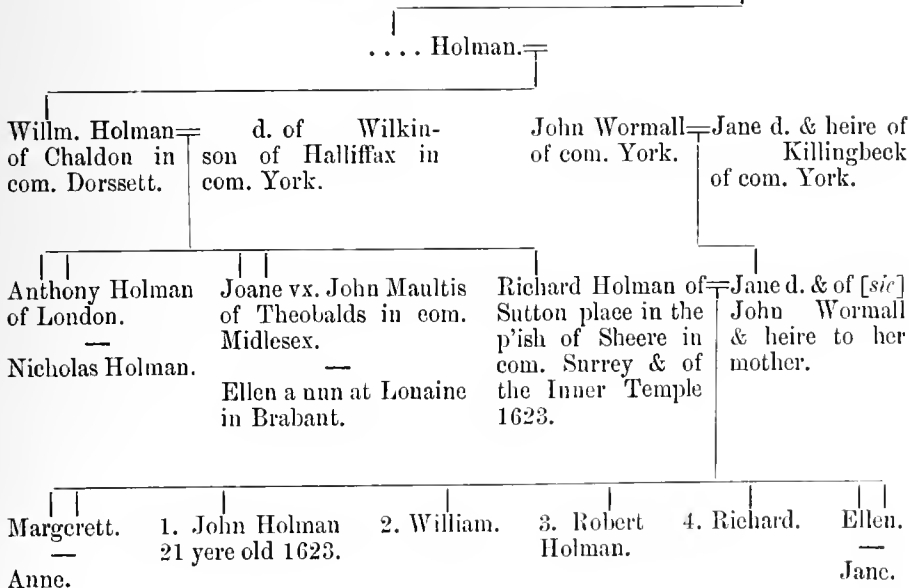 .... Holman.
Willm. Holman
of Chaldon in
com. Dorssett.
d. of Wilkin-
son of Halliffax in
com. York.
John Wormall
of com. York.
Jane d. & heire of
Killingbeck
of com. York.
Anthony Holman
of London.
—
Nicholas Holman.
Joane vx. John Maultis
of Theobalds in com.
Midlesex.
—
Ellen a nun at Louaine
in Brabant.
Richard Holman of
Sutton place in the
p'ish of Sheere in
com. Surrey & of
the Inner Temple
1623.
Jane d. & of [sic]
John Wormall
& heire to her
mother.
Margerett.
—
Anne.
1. John Holman
21 yere old 1623.
2. William.
3. Robert
Holman.
4. Richard.
Ellen.
—
Jane.